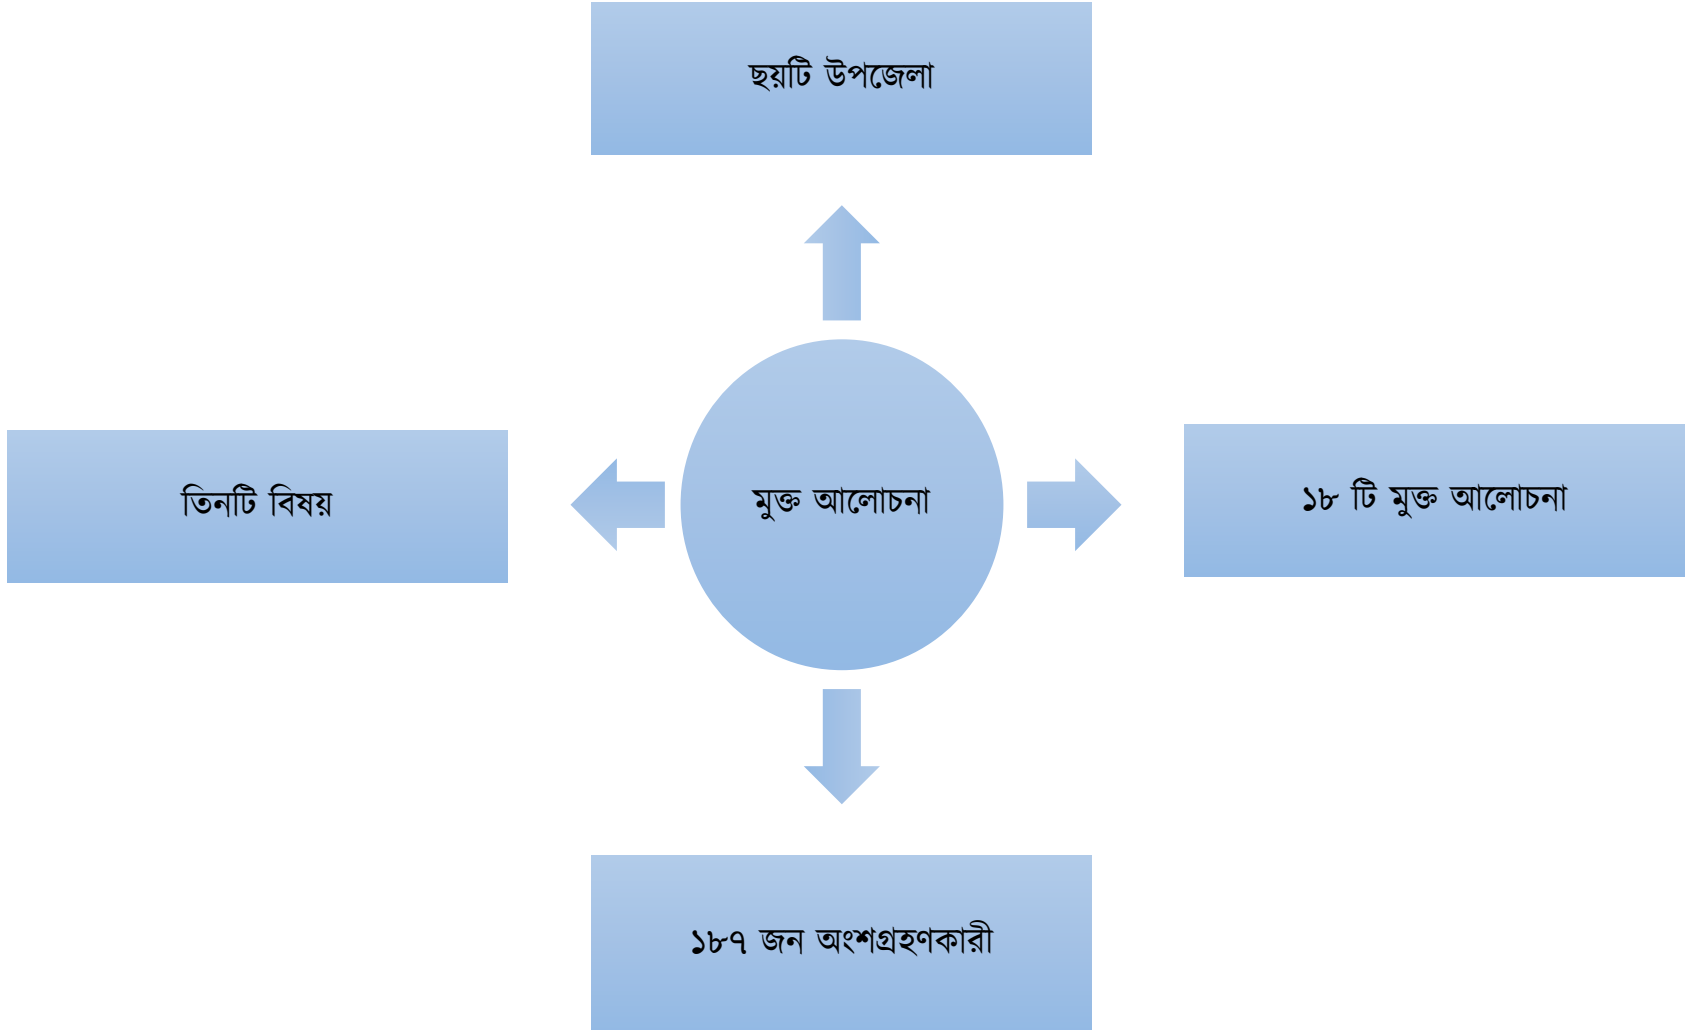 ছয়টি উপজেলা
তিনটি বিষয়
মুক্ত আলোচনা
১৮ টি মুক্ত আলোচনা
১৮৭ জন অংশগ্রহণকারী